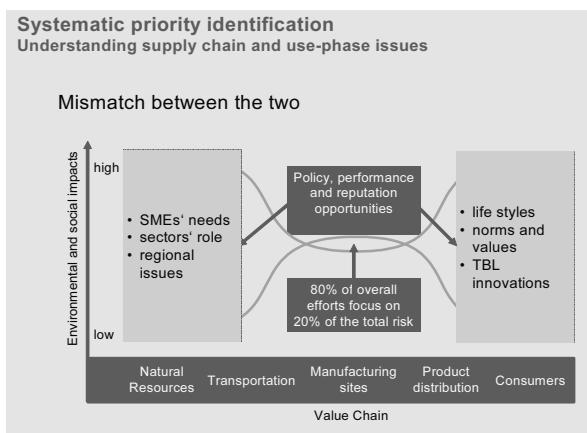 Systematic priority identification
Understanding supply chain and use-phase issues
Mismatch between the two
Environmental and social impacts
high
low
• SMEs‘ needs
• sectors‘ role
• regional
issues
Policy, performance
and reputation
opportunities
80% of overall
efforts focus on
20% of the total risk
• life styles
• norms and
values
• TBL
innovations
Natural
Resources
Transportation
Manufacturing
sites
Product
distribution
Consumers
Value Chain